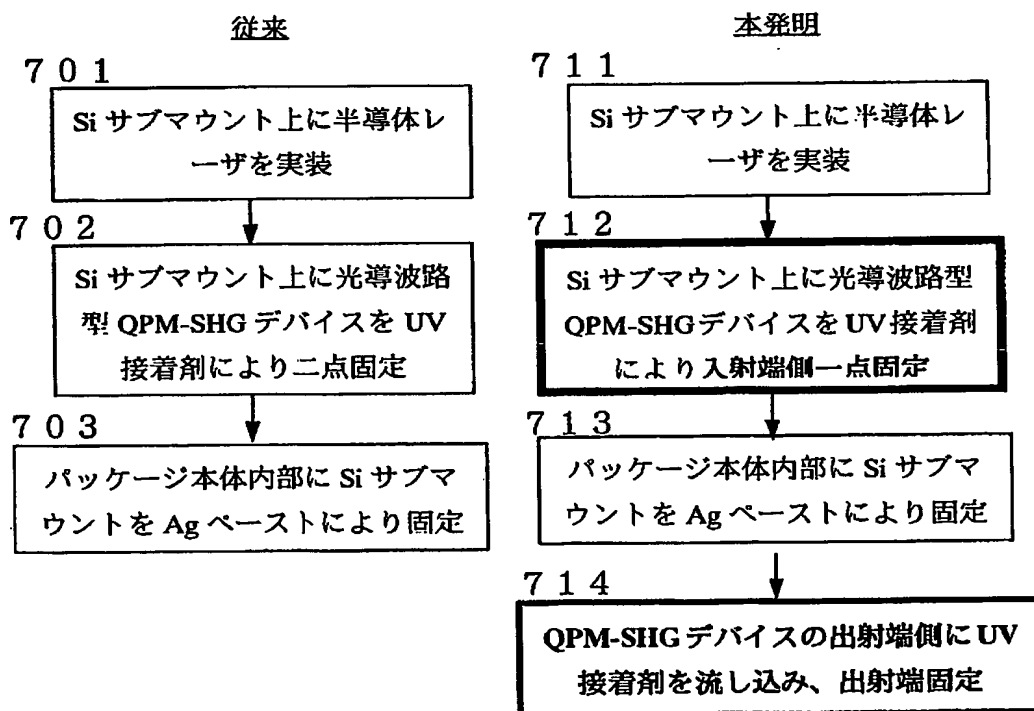 従来
701
Si サブマウント上に半導体レ
ーザを実装
702
Si サブマウント上に光導波路
型 QPM-SHG デバイスを UV
接着剤により二点固定
703
パッケージ本体内部に Si サブマ
ウントを Ag ペーストにより固定
本発明
711
Si サブマウント上に半導体レ
ーザを実装
712
Si サブマウント上に光導波路型
QPM-SHG デバイスを UV 接着剤
により入射端側一点固定
713
パッケージ本体内部に Si サブマ
ウントを Ag ペーストにより固定
714
QPM-SHG デバイスの出射端側に UV
接着剤を流し込み、出射端固定